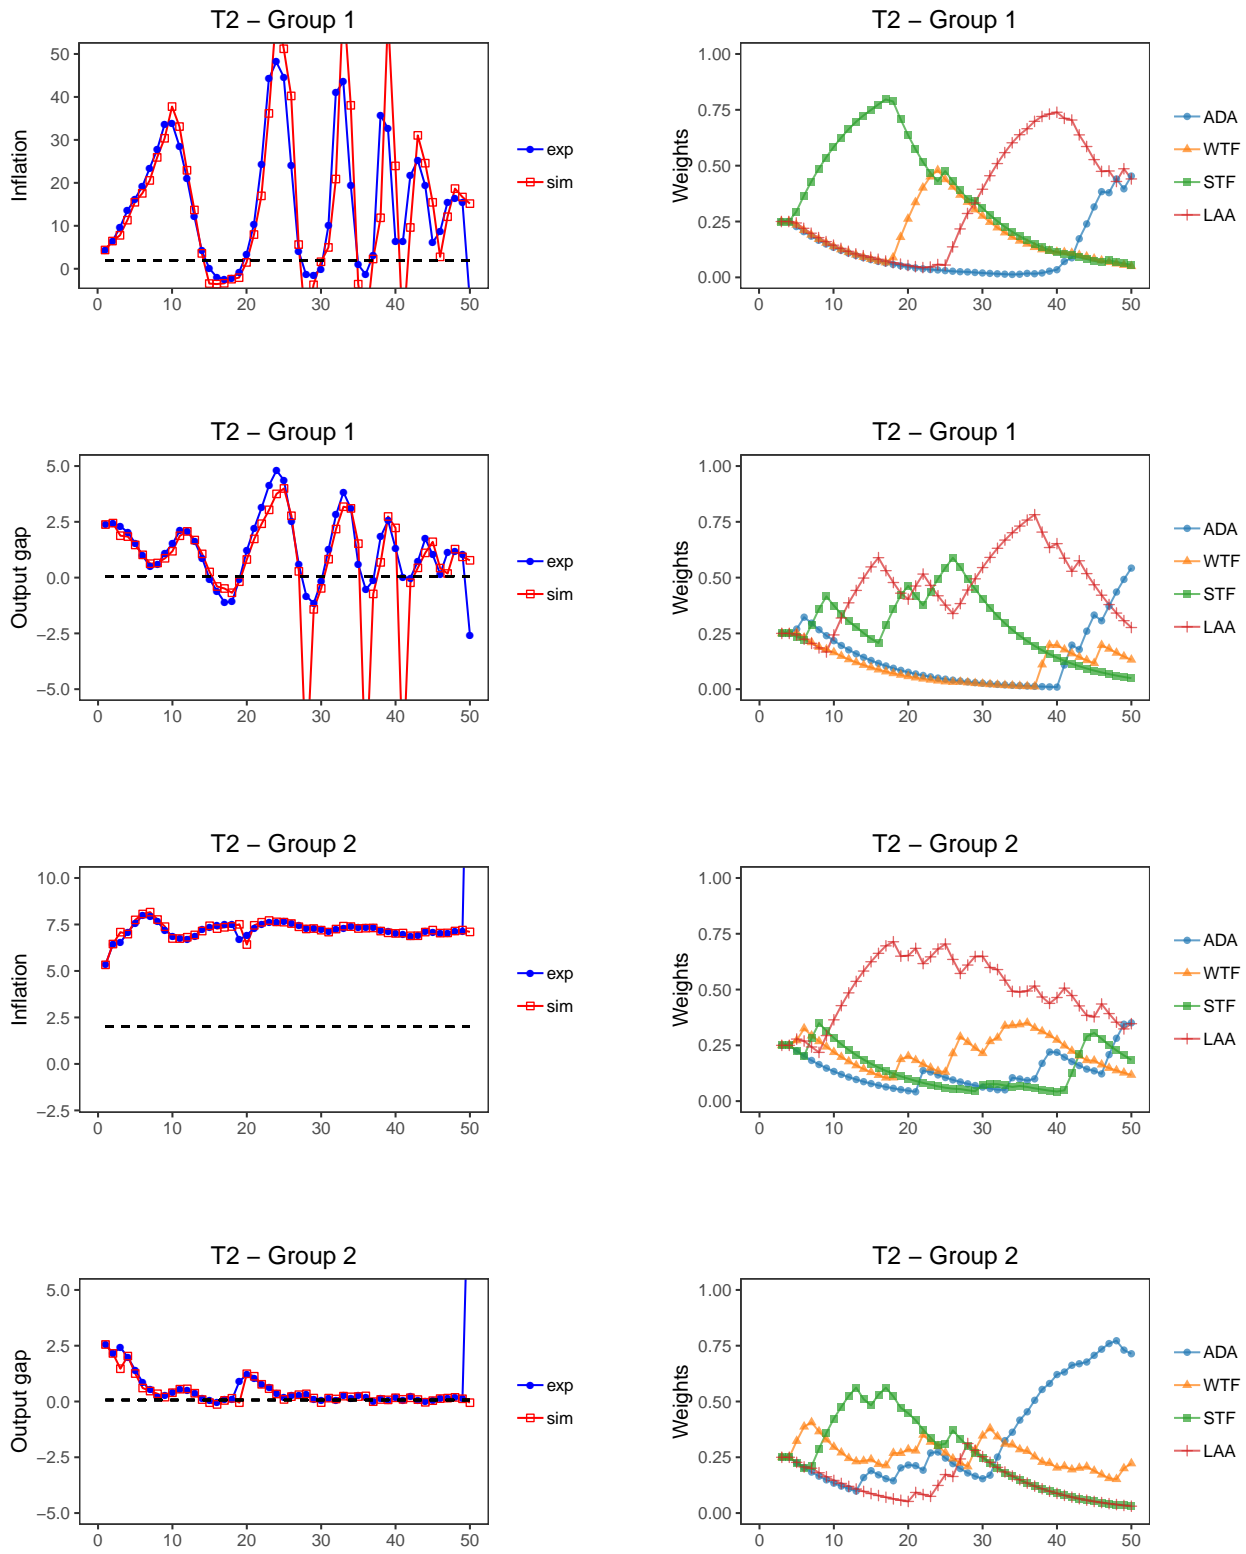 T2 – Group 1
T2 – Group 1
Inflation
50
40
30
20
10
0
0 10 20 30 40 50
exp
sim
Weights
1.00
0.75
0.50
0.25
0.00
0 10 20 30 40 50
ADA
WTF
STF
LAA
T2 – Group 1
T2 – Group 1
Output gap
5.0
2.5
0.0
−2.5
−5.0
0 10 20 30 40 50
exp
sim
Weights
1.00
0.75
0.50
0.25
0.00
0 10 20 30 40 50
ADA
WTF
STF
LAA
T2 – Group 2
T2 – Group 2
Inflation
10.0
7.5
5.0
2.5
0.0
−2.5
0 10 20 30 40 50
exp
sim
Weights
1.00
0.75
0.50
0.25
0.00
0 10 20 30 40 50
ADA
WTF
STF
LAA
T2 – Group 2
T2 – Group 2
Output gap
5.0
2.5
0.0
−2.5
−5.0
0 10 20 30 40 50
exp
sim
Weights
1.00
0.75
0.50
0.25
0.00
0 10 20 30 40 50
ADA
WTF
STF
LAA